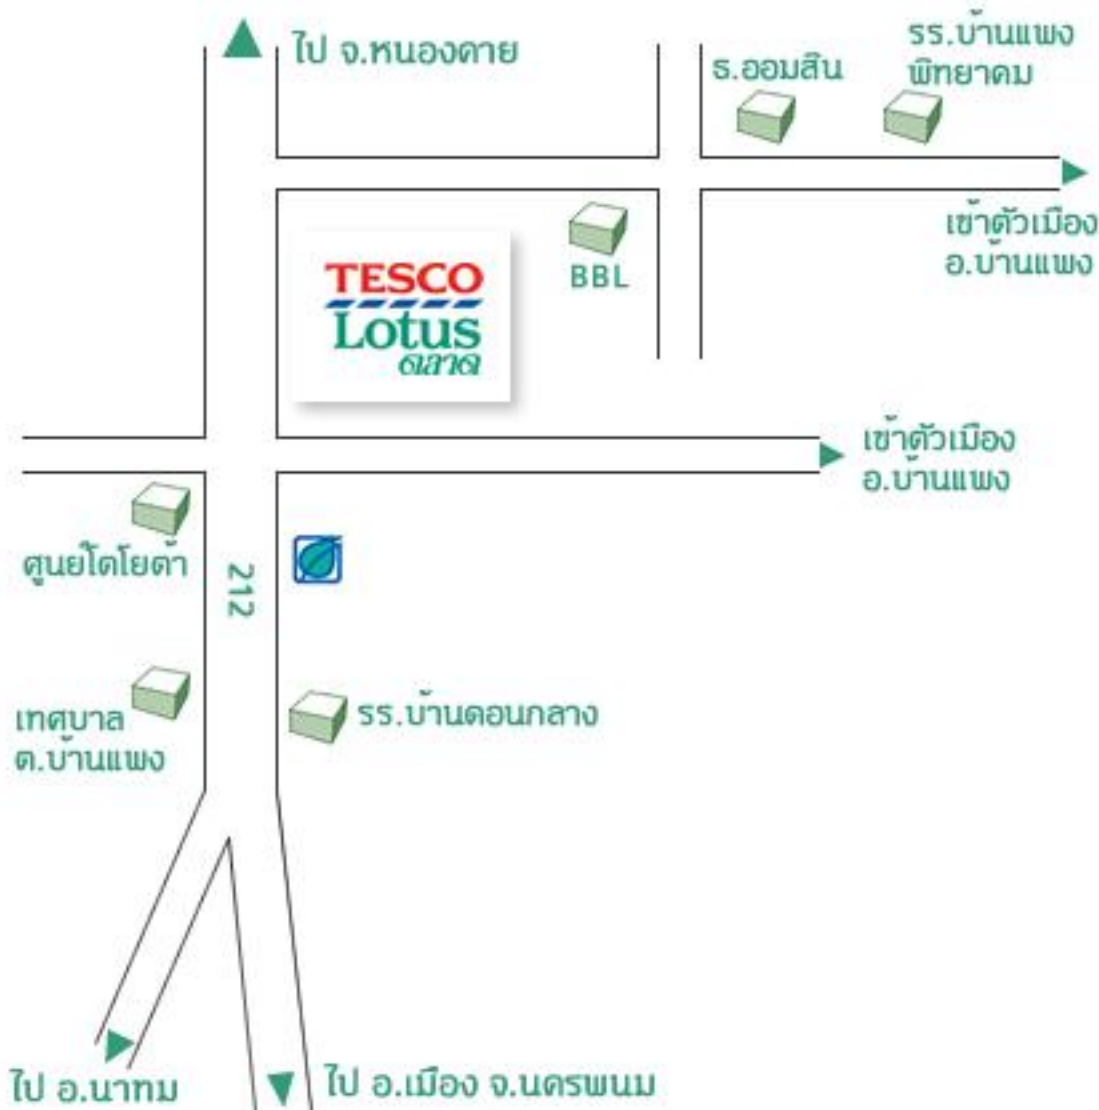 ไป จ.หนองคาย
ธ.ออมสิน
รร.บ้านแพง
พิทยาคม
เข้าตัวเมือง
อ.บ้านแพง
BBL
TESCO
Lotus
ตลาด
เข้าตัวเมือง
อ.บ้านแพง
ศูนย์โตโยต้า
212
เทศบาล
ต.บ้านแพง
รร.บ้านดอนกลาง
ไป อ.นาทม
ไป อ.เมือง จ.นครพนม